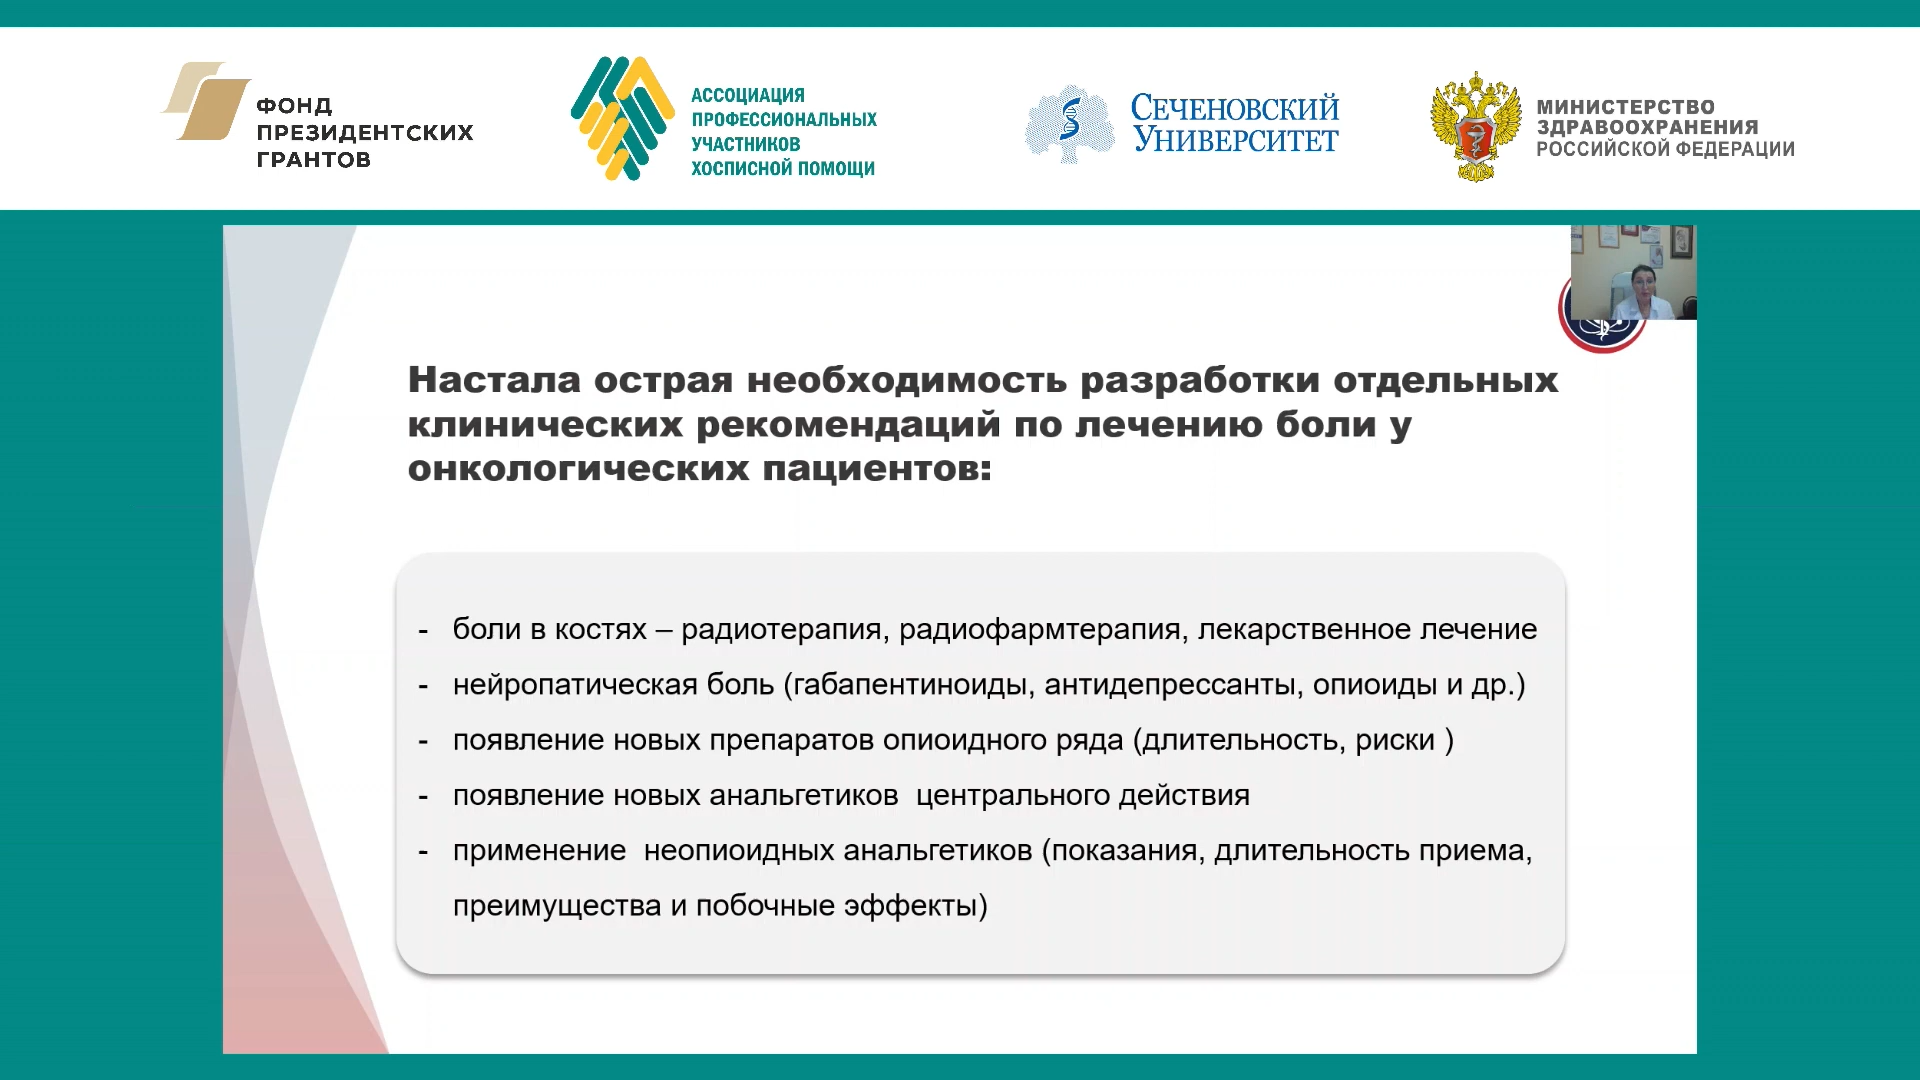 ФОНД
ПРЕЗИДЕНТСКИХ
ГРАНТОВ
АССОЦИАЦИЯ
ПРОФЕССИОНАЛЬНЫХ
УЧАСТНИКОВ
ХОСПИСНОЙ ПОМОЩИ
СЕЧЕНОВСКИЙ
УНИВЕРСИТЕТ
МИНИСТЕРСТВО
ЗДРАВООХРАНЕНИЯ
РОССИЙСКОЙ ФЕДЕРАЦИИ
Настала острая необходимость разработки отдельных
клинических рекомендаций по лечению боли у
онкологических пациентов:
- боли в костях – радиотерапия, радиофармтерапия, лекарственное лечение
- нейропатическая боль (габапентиноиды, антидепрессанты, опиоиды и др.)
- появление новых препаратов опиоидного ряда (длительность, риски )
- появление новых анальгетиков  центрального действия
- применение  неопиоидных анальгетиков (показания, длительность приема,
преимущества и побочные эффекты)